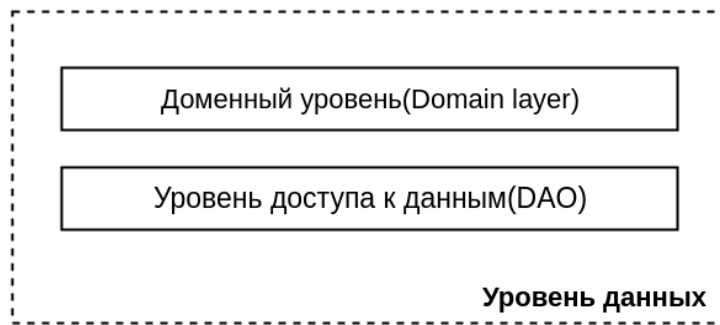 Доменный уровень(Domain layer)
Уровень доступа к данным(DAO)
Уровень данных